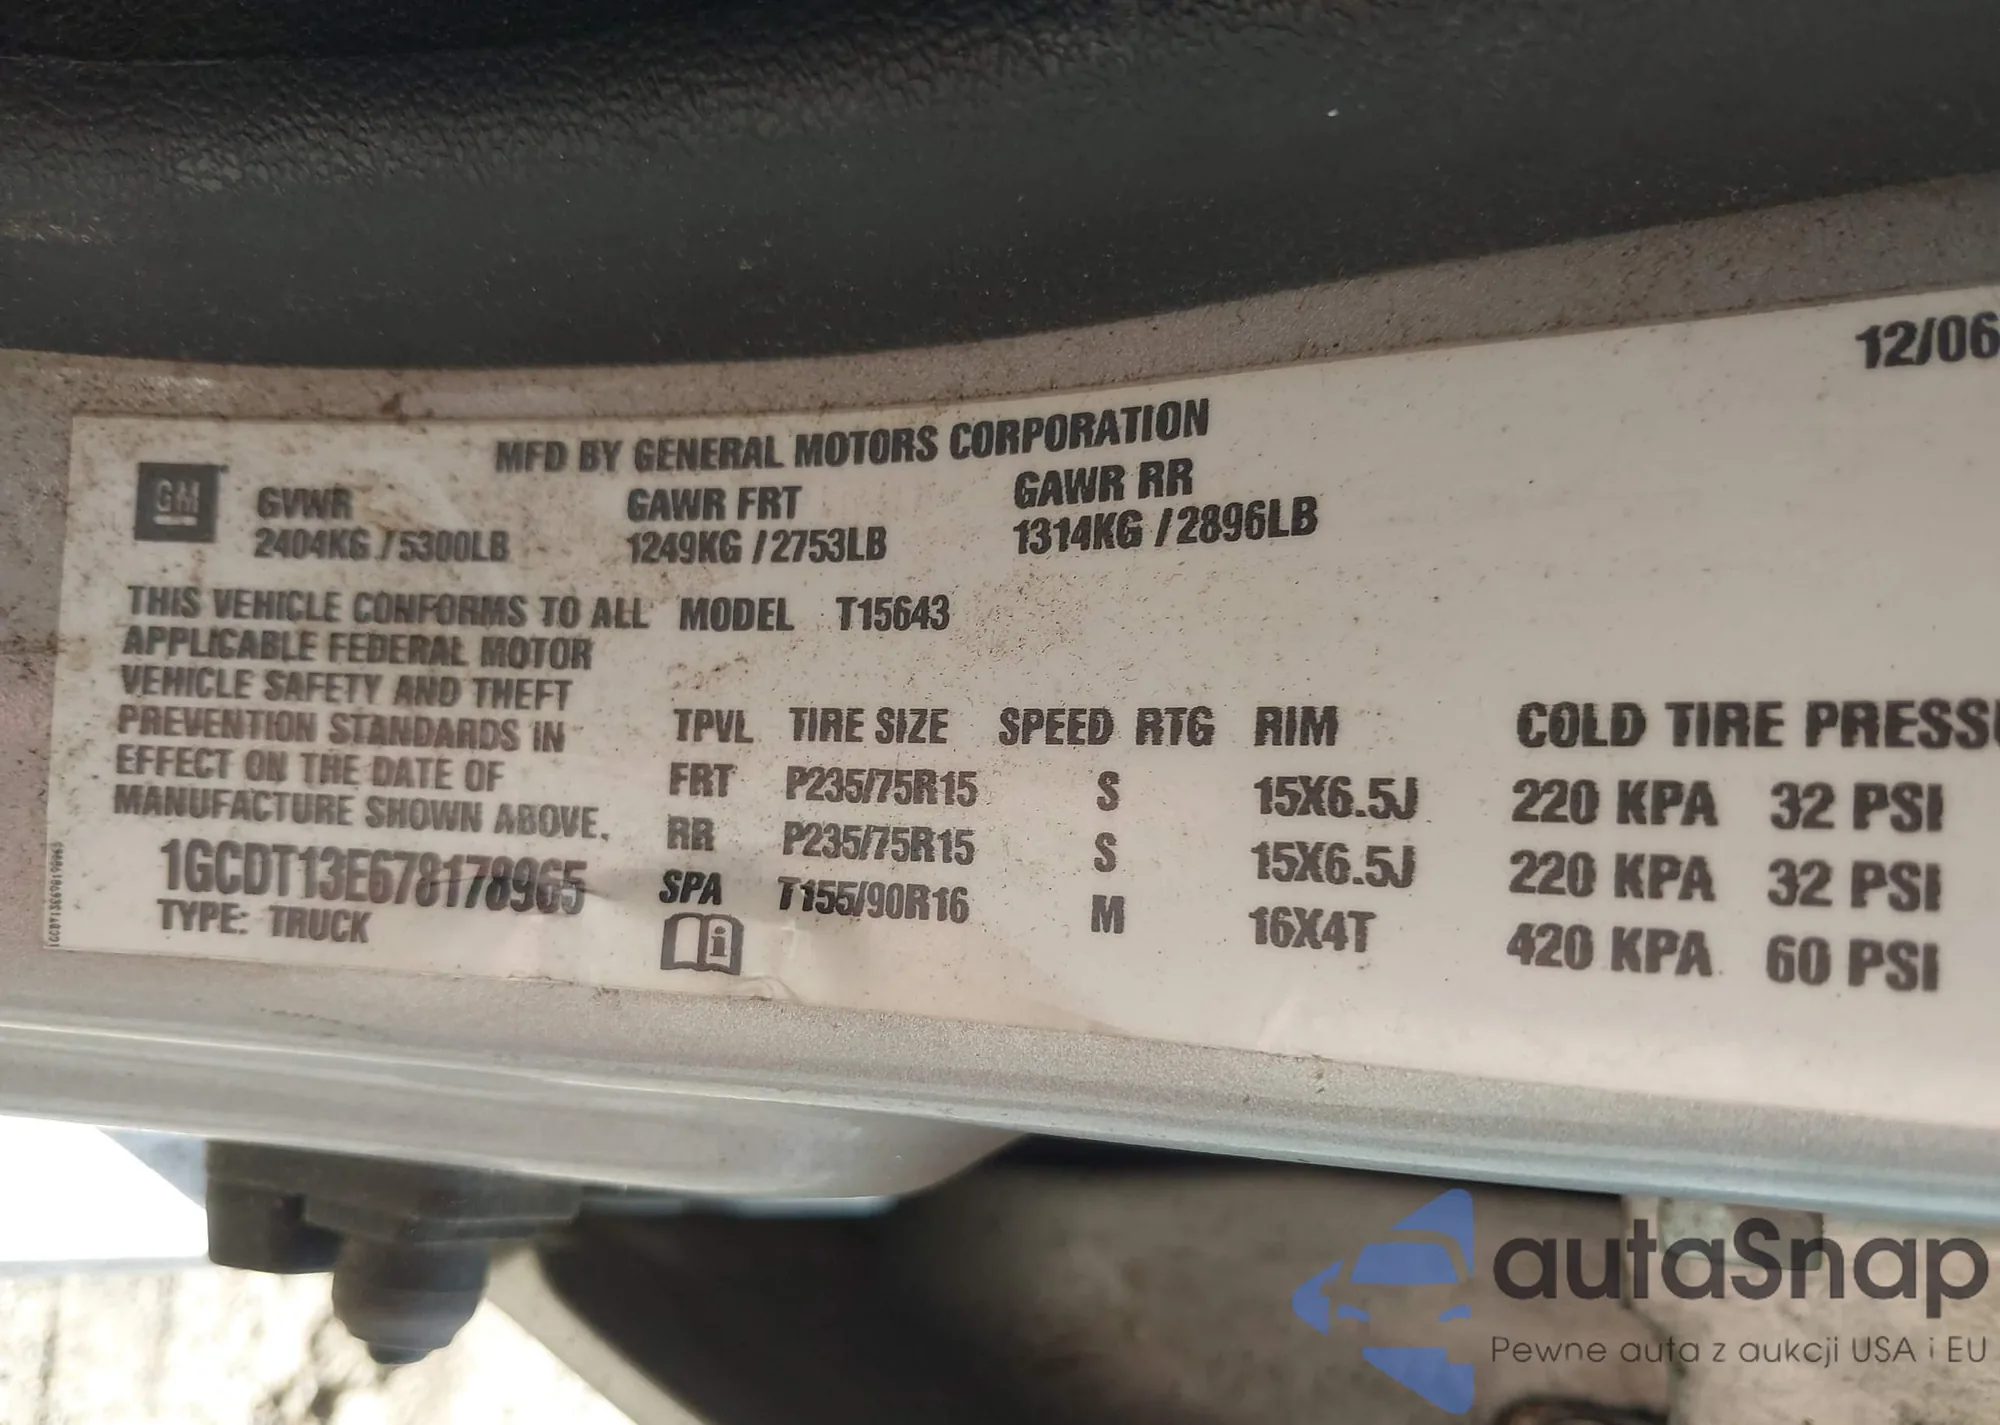 12/06
MFD BY GENERAL MOTORS CORPORATION
GM
GVWR GAWR FRT GAWR RR
2404KG / 5300LB 1249KG / 2753LB 1314KG / 2896LB
THIS VEHICLE CONFORMS TO ALL MODEL T15643
APPLICABLE FEDERAL MOTOR
VEHICLE SAFETY AND THEFT
PREVENTION STANDARDS IN
EFFECT ON THE DATE OF
MANUFACTURE SHOWN ABOVE.
1GCDT13E678178965
TYPE: TRUCK
TPVL TIRE SIZE SPEED RTG RIM COLD TIRE PRESSU
FRT P235/75R15 S 15X6.5J 220 KPA 32 PSI
RR P235/75R15 S 15X6.5J 220 KPA 32 PSI
SPA T155/90R16 M 16X4T 420 KPA 60 PSI
autaSnap
Pewne auta z aukcji USA i EU